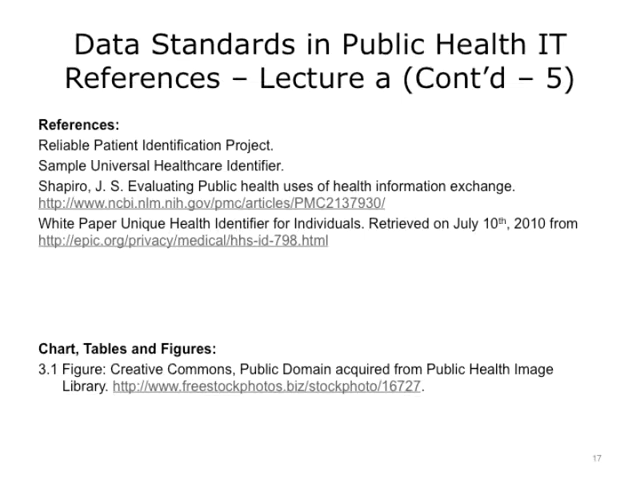 Data Standards in Public Health IT
References – Lecture a (Cont’d – 5)
References:
Reliable Patient Identification Project.
Sample Universal Healthcare Identifier.
Shapiro, J. S. Evaluating Public health uses of health information exchange.
http://www.ncbi.nlm.nih.gov/pmc/articles/PMC2137930/
White Paper Unique Health Identifier for Individuals. Retrieved on July 10th, 2010 from
http://epic.org/privacy/medical/hhs-id-798.html
Chart, Tables and Figures:
3.1 Figure: Creative Commons, Public Domain acquired from Public Health Image
Library. http://www.freestockphotos.biz/stockphoto/16727.
17